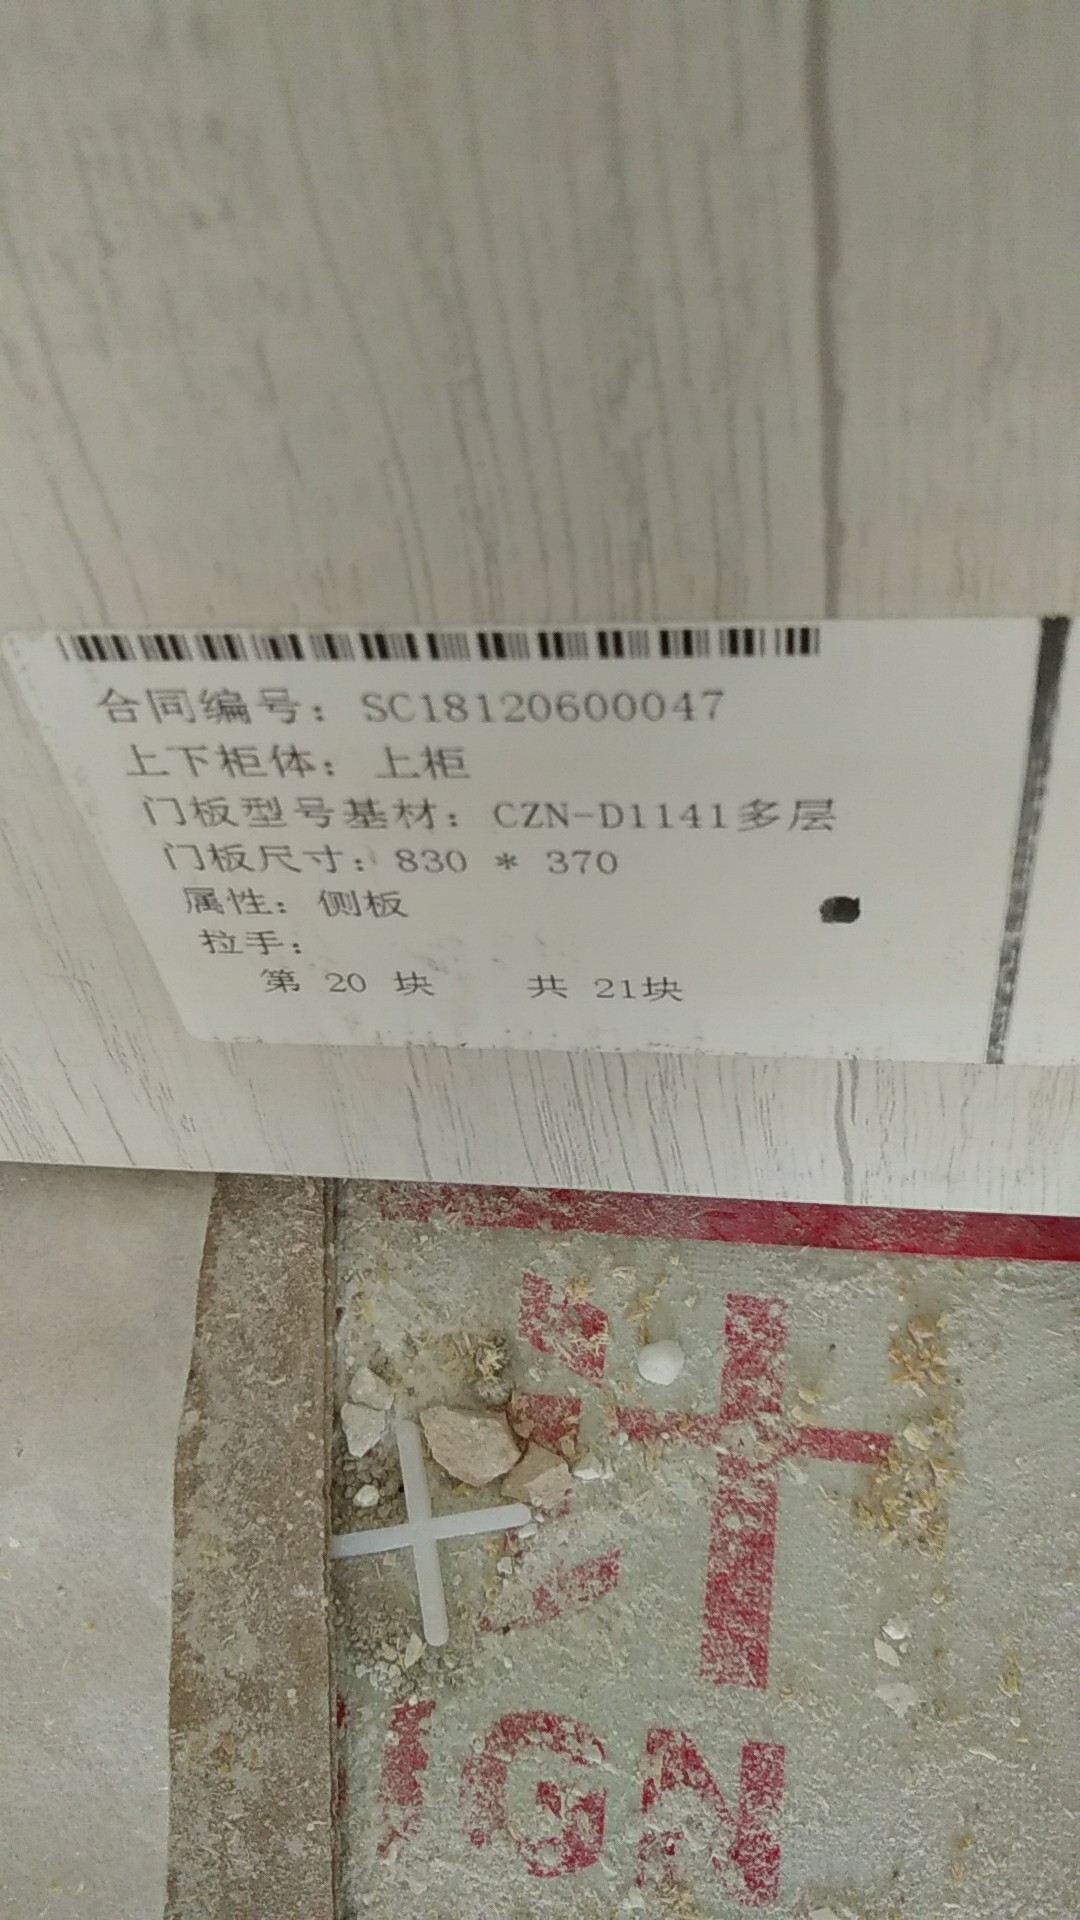 合同编号: SC18120600047
上下柜体: 上柜
门板型号基材: CZN-D1141多层
门板尺寸: 830 * 370
属性: 侧板
拉手:
第 20 块 共 21块
IGN